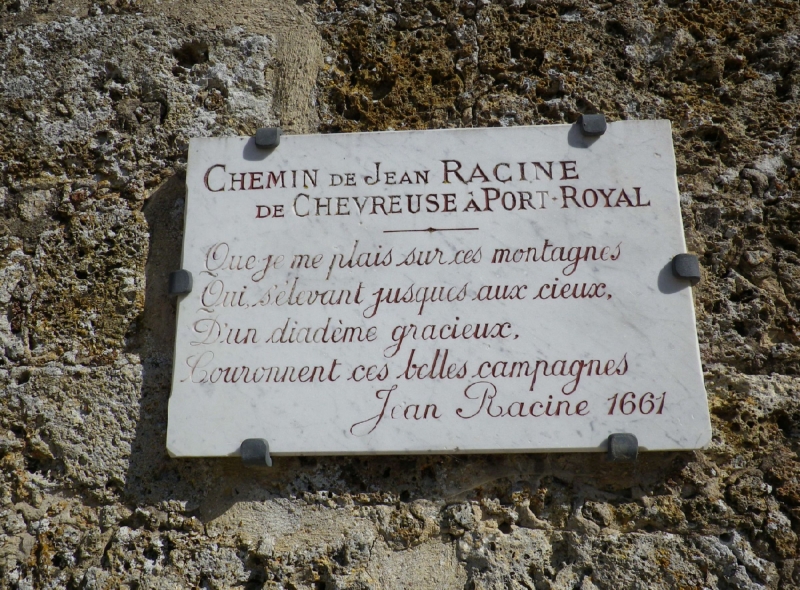 CHEMIN DE JEAN RACINE
DE CHEVREUSE À PORT-ROYAL
Que je me plais sur ces montagnes
Qui, s'élevant jusques aux cieux,
D'un diadème gracieux,
Couronnent ces belles campagnes
Jean Racine 1661